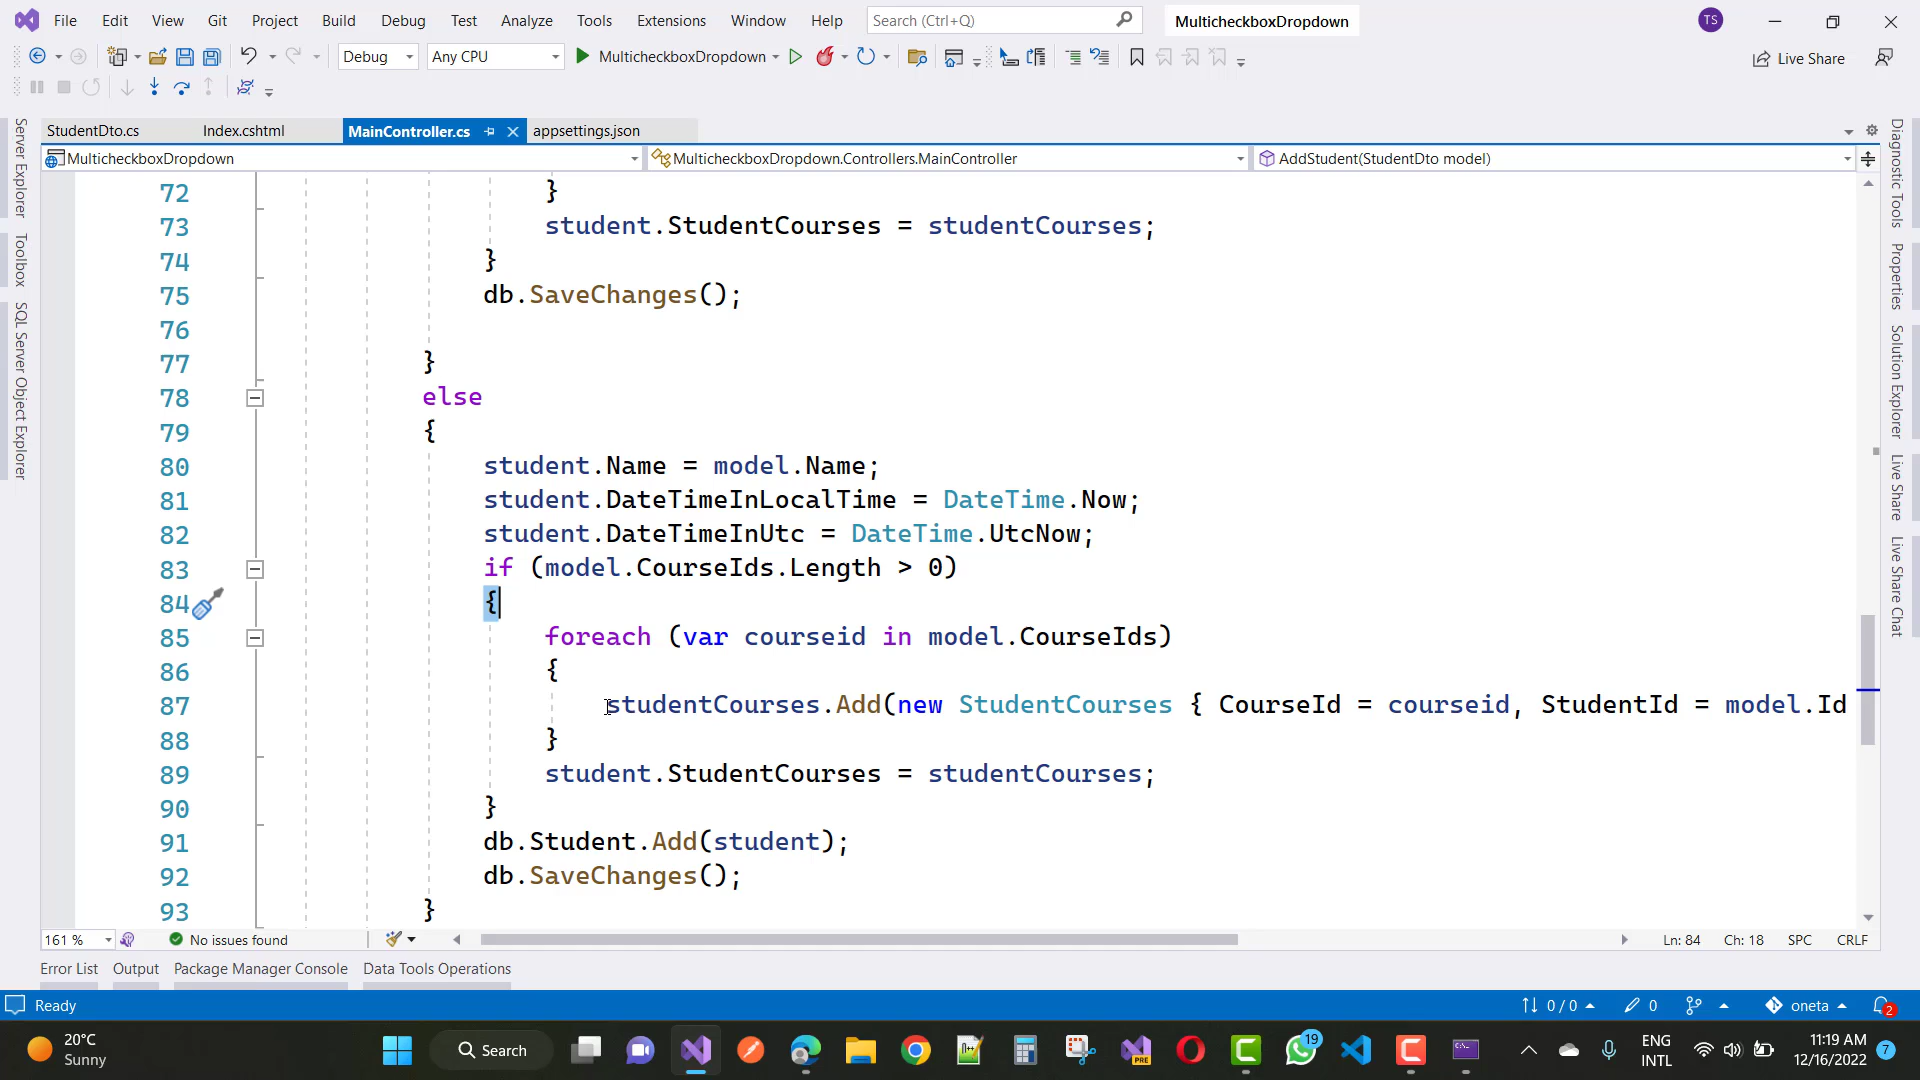 File Edit View Git Project Build Debug Test Analyze Tools Extensions Window Help Search (Ctrl+Q) MulticheckboxDropdown TS
Debug Any CPU MulticheckboxDropdown Live Share
StudentDto.cs Index.cshtml MainController.cs appsettings.json
MulticheckboxDropdown MulticheckboxDropdown.Controllers.MainController AddStudent(StudentDto model)
Server Explorer
Toolbox
SQL Server Object Explorer
72 }
73 student.StudentCourses = studentCourses;
74 }
75 db.SaveChanges();
76
77 }
78 else
79 {
80 student.Name = model.Name;
81 student.DateTimeInLocalTime = DateTime.Now;
82 student.DateTimeInUtc = DateTime.UtcNow;
83 if (model.CourseIds.Length > 0)
84 {
85 foreach (var courseid in model.CourseIds)
86 {
87 studentCourses.Add(new StudentCourses { CourseId = courseid, StudentId = model.Id
88 }
89 student.StudentCourses = studentCourses;
90 }
91 db.Student.Add(student);
92 db.SaveChanges();
93 }
Diagnostic Tools
Properties
Solution Explorer
Live Share
Live Share Chat
161 % No issues found Ln: 84 Ch: 18 SPC CRLF
Error List Output Package Manager Console Data Tools Operations
Ready 0 / 0 0 oneta 2
20°C
Sunny
Search
PRE
19
ENG
INTL
11:19 AM
12/16/2022
7